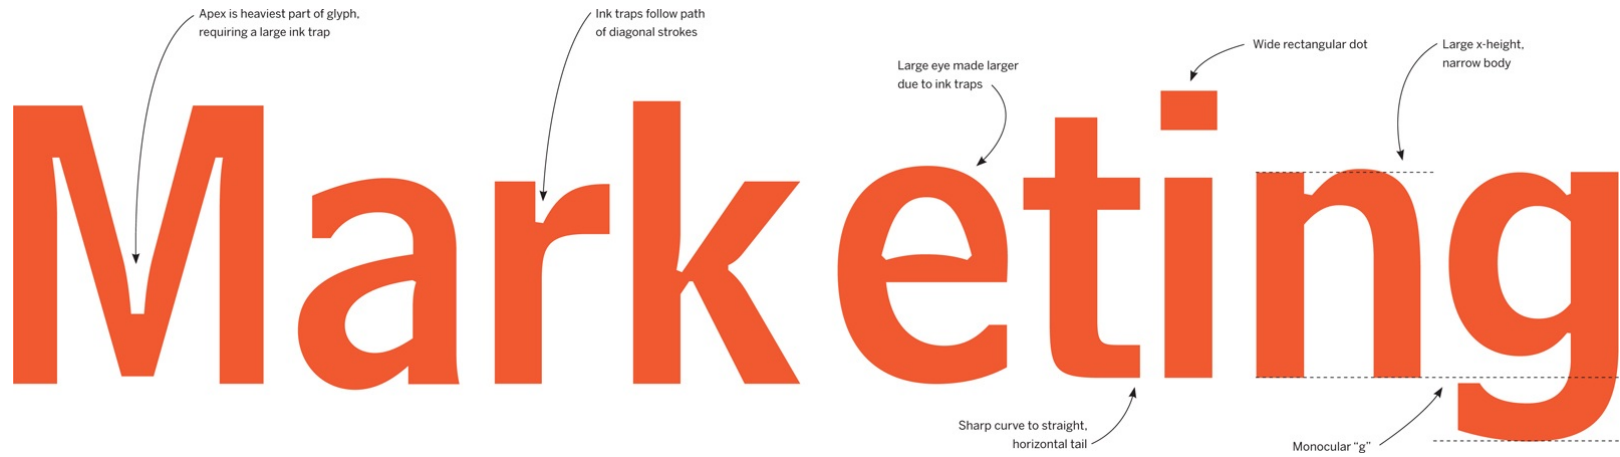 Apex is heaviest part of glyph,
requiring a large ink trap
Ink traps follow path
of diagonal strokes
Large eye made larger
due to ink traps
Wide rectangular dot
Large x-height,
narrow body
Marketing
Sharp curve to straight,
horizontal tail
Monocular “g”